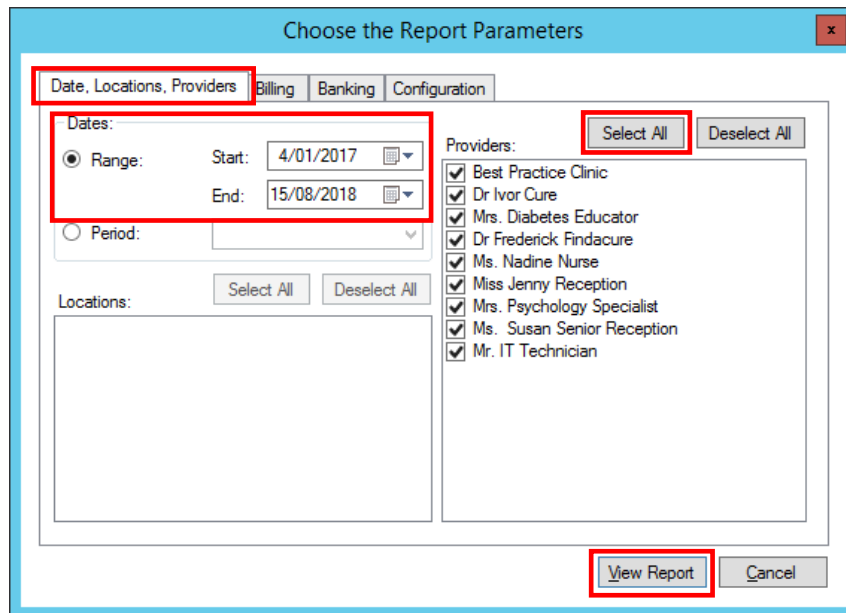 Choose the Report Parameters
x
Date, Locations, Providers Billing Banking Configuration
Dates:
Range: Start: 4/01/2017
End: 15/08/2018
Period:
Select All Deselect All
Locations:
Select All Deselect All
Providers:
Best Practice Clinic
Dr Ivor Cure
Mrs. Diabetes Educator
Dr Frederick Findacure
Ms. Nadine Nurse
Miss Jenny Reception
Mrs. Psychology Specialist
Ms. Susan Senior Reception
Mr. IT Technician
View Report Cancel